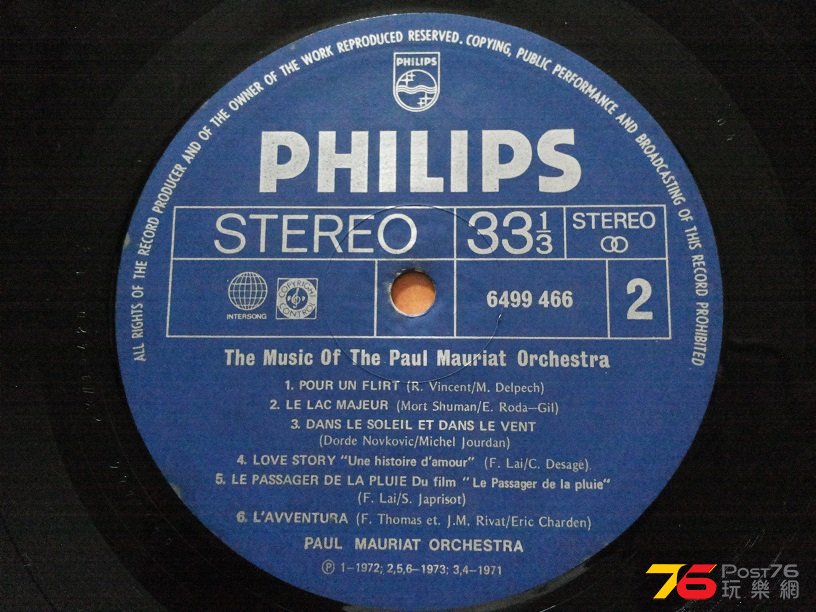 ALL RIGHTS OF THE RECORD PRODUCER AND OF THE OWNER OF THE WORK REPRODUCED RESERVED. COPYING, PUBLIC PERFORMANCE AND BROADCASTING OF THIS RECORD PROHIBITED
PHILIPS
PHILIPS
STEREO 33 1/3 STEREO
INTERSONG COPYRIGHT CONTROL 6499 466 2
The Music Of The Paul Mauriat Orchestra
1. POUR UN FLIRT (R. Vincent/M. Delpech)
2. LE LAC MAJEUR (Mort Shuman/E. Roda—Gil)
3. DANS LE SOLEIL ET DANS LE VENT
(Dorde Novkovic/Michel Jourdan)
4. LOVE STORY "Une histoire d'amour" (F. Lai/C. Desage).
5. LE PASSAGER DE LA PLUIE Du film "Le Passager de la pluie"
(F. Lai/S. Japrisot)
6. L'AVVENTURA (F. Thomas et. J.M. Rivat/Eric Charden)
PAUL MAURIAT ORCHESTRA
Ⓟ 1–1972; 2,5,6–1973; 3,4–1971
76 Post76
玩樂網